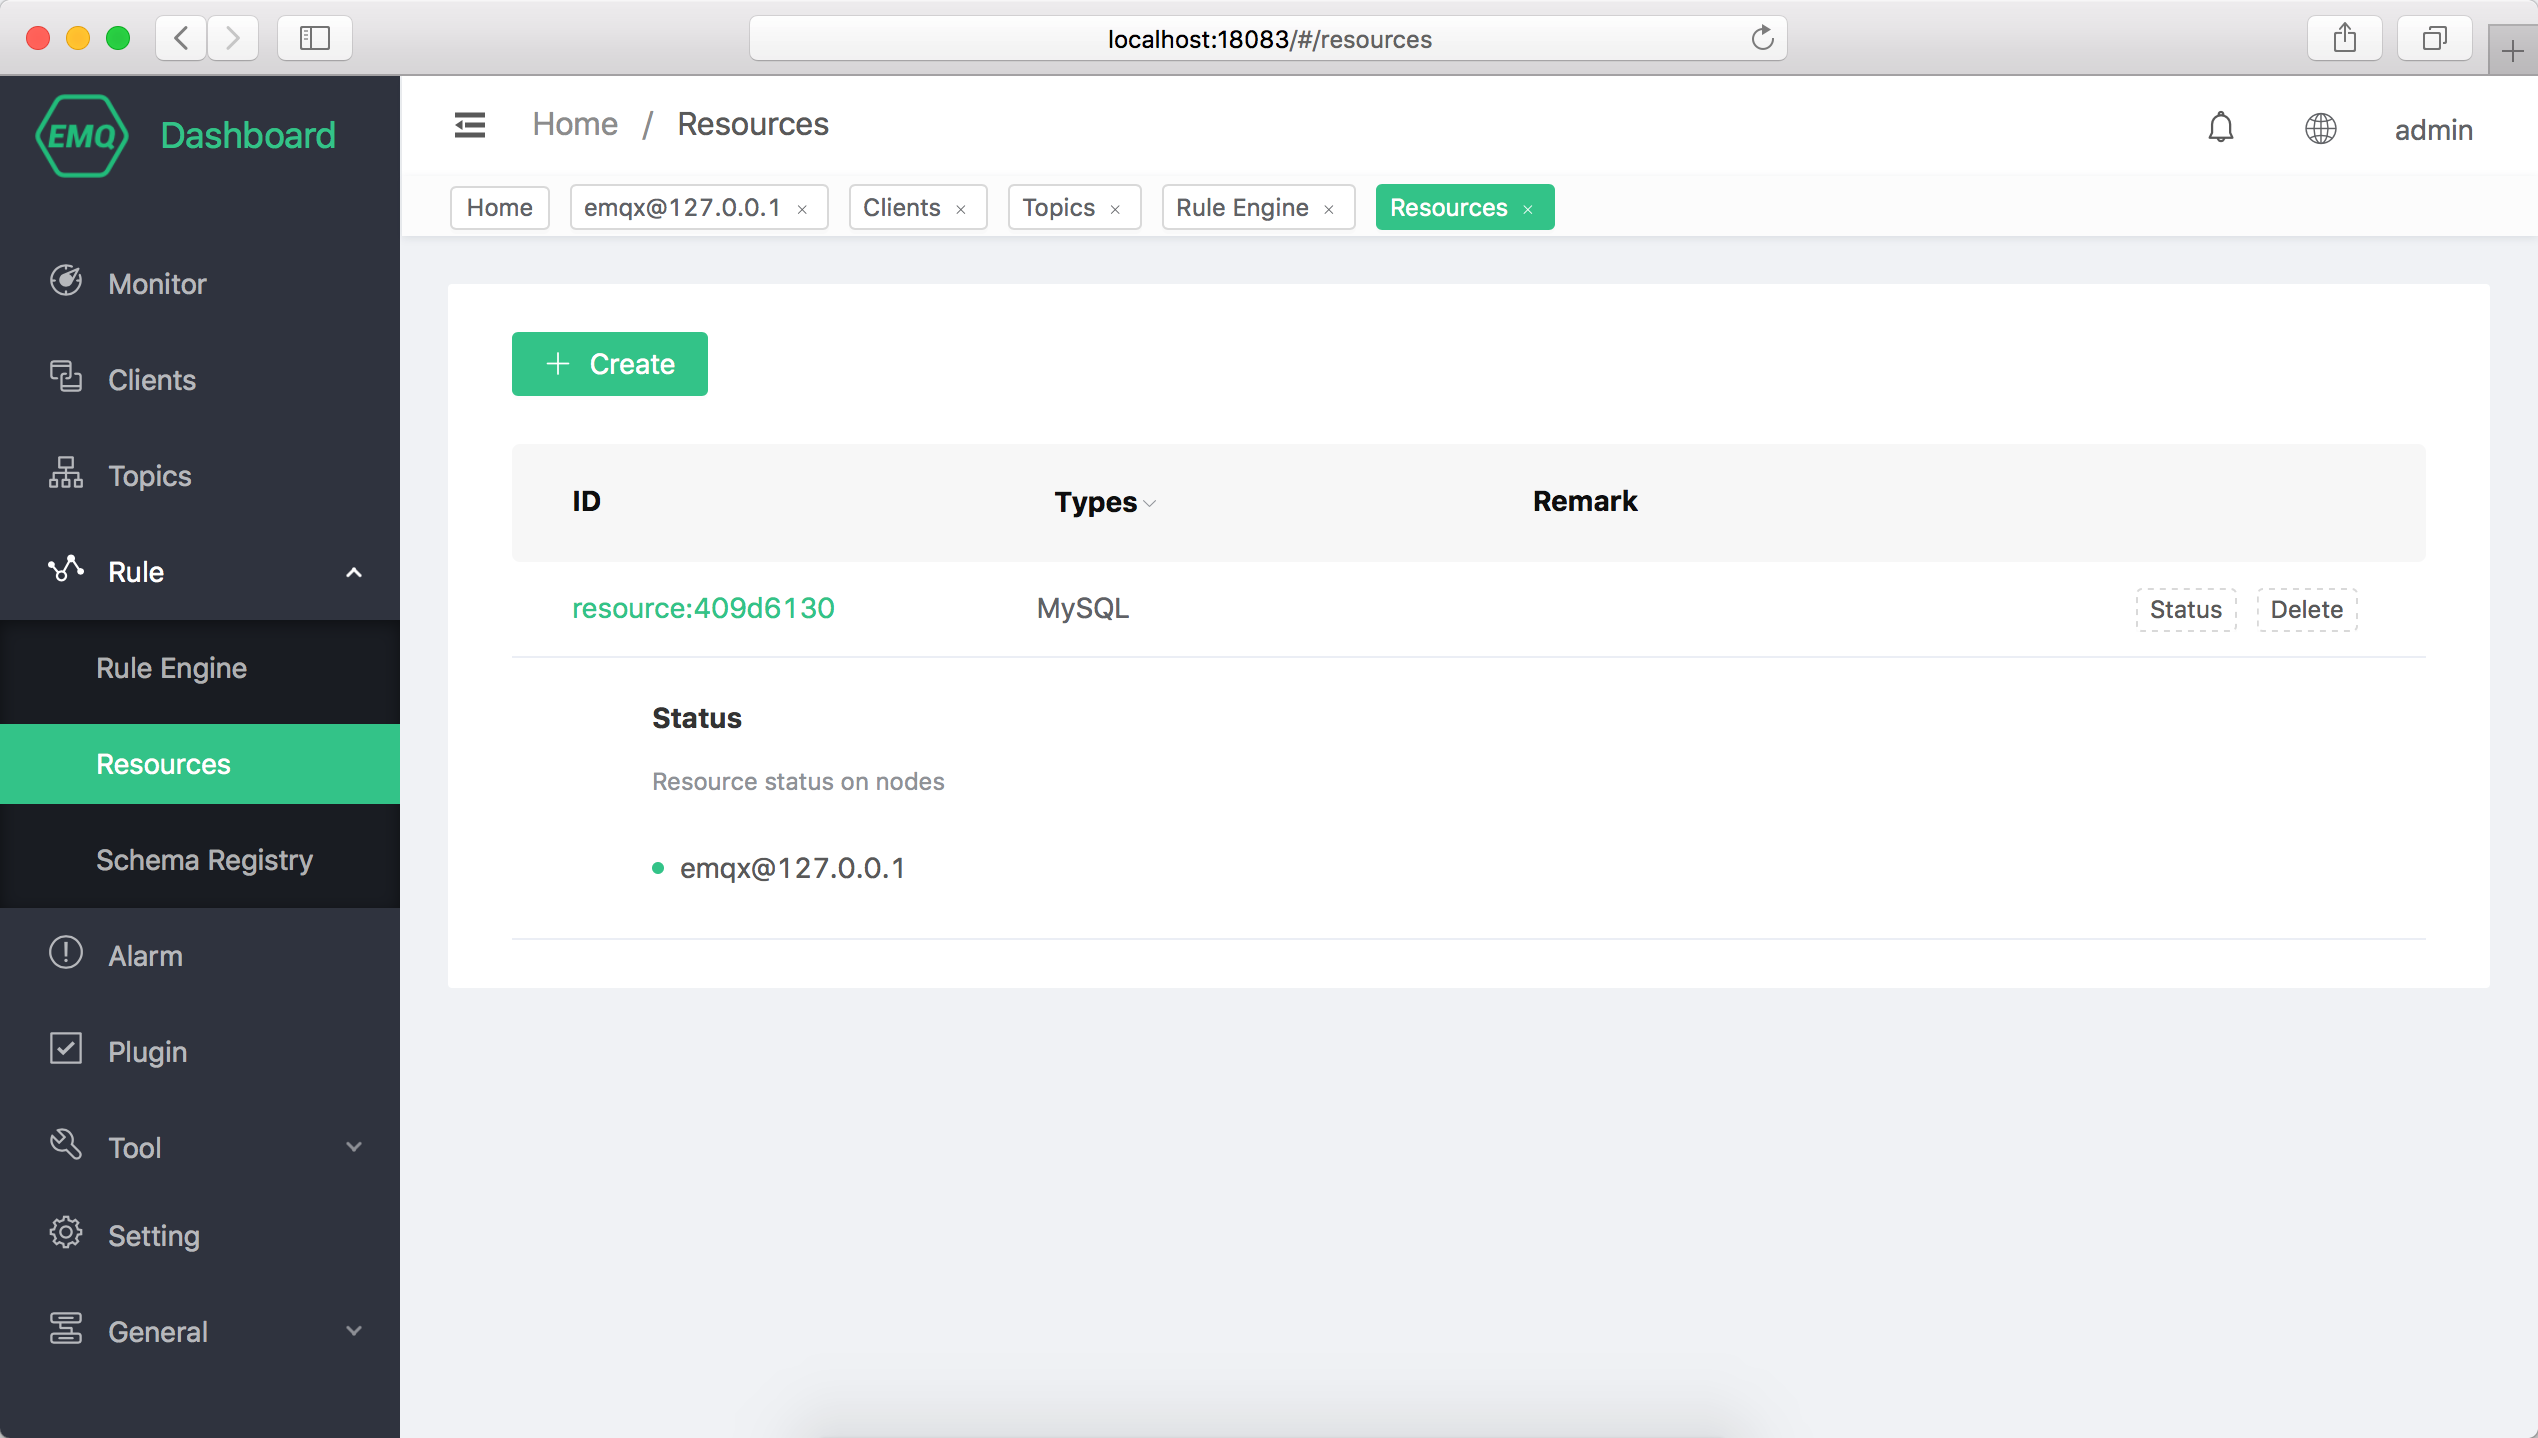 localhost:18083/#/resources
EMQ Dashboard
Home / Resources
admin
Home
emqx@127.0.0.1 ×
Clients ×
Topics ×
Rule Engine ×
Resources ×
Monitor
Clients
Topics
Rule
Rule Engine
Resources
Schema Registry
Alarm
Plugin
Tool
Setting
General
+ Create
ID Types Remark
resource:409d6130 MySQL Status Delete
Status
Resource status on nodes
emqx@127.0.0.1